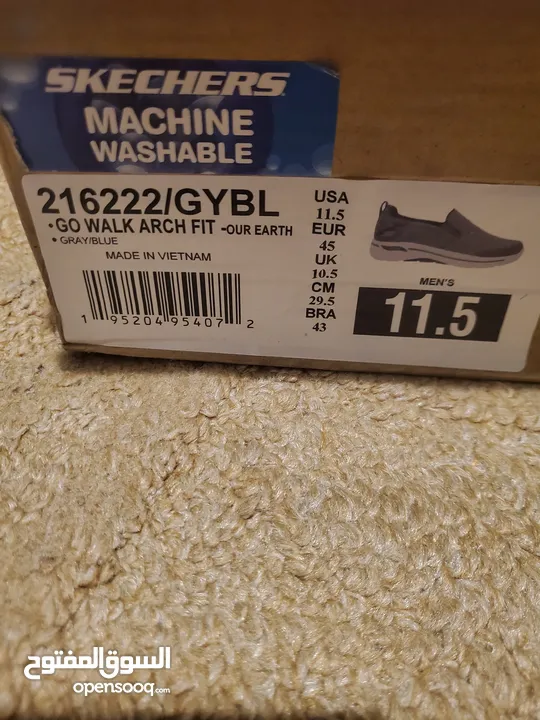 SKECHERS
MACHINE
WASHABLE
216222/GYBL
•GO WALK ARCH FIT -OUR EARTH
• GRAY/BLUE
MADE IN VIETNAM
1 95204 95407 2
USA
11.5
EUR
45
UK
10.5
CM
29.5
BRA
43
MEN'S
11.5
السوق المفتوح
opensooq.com